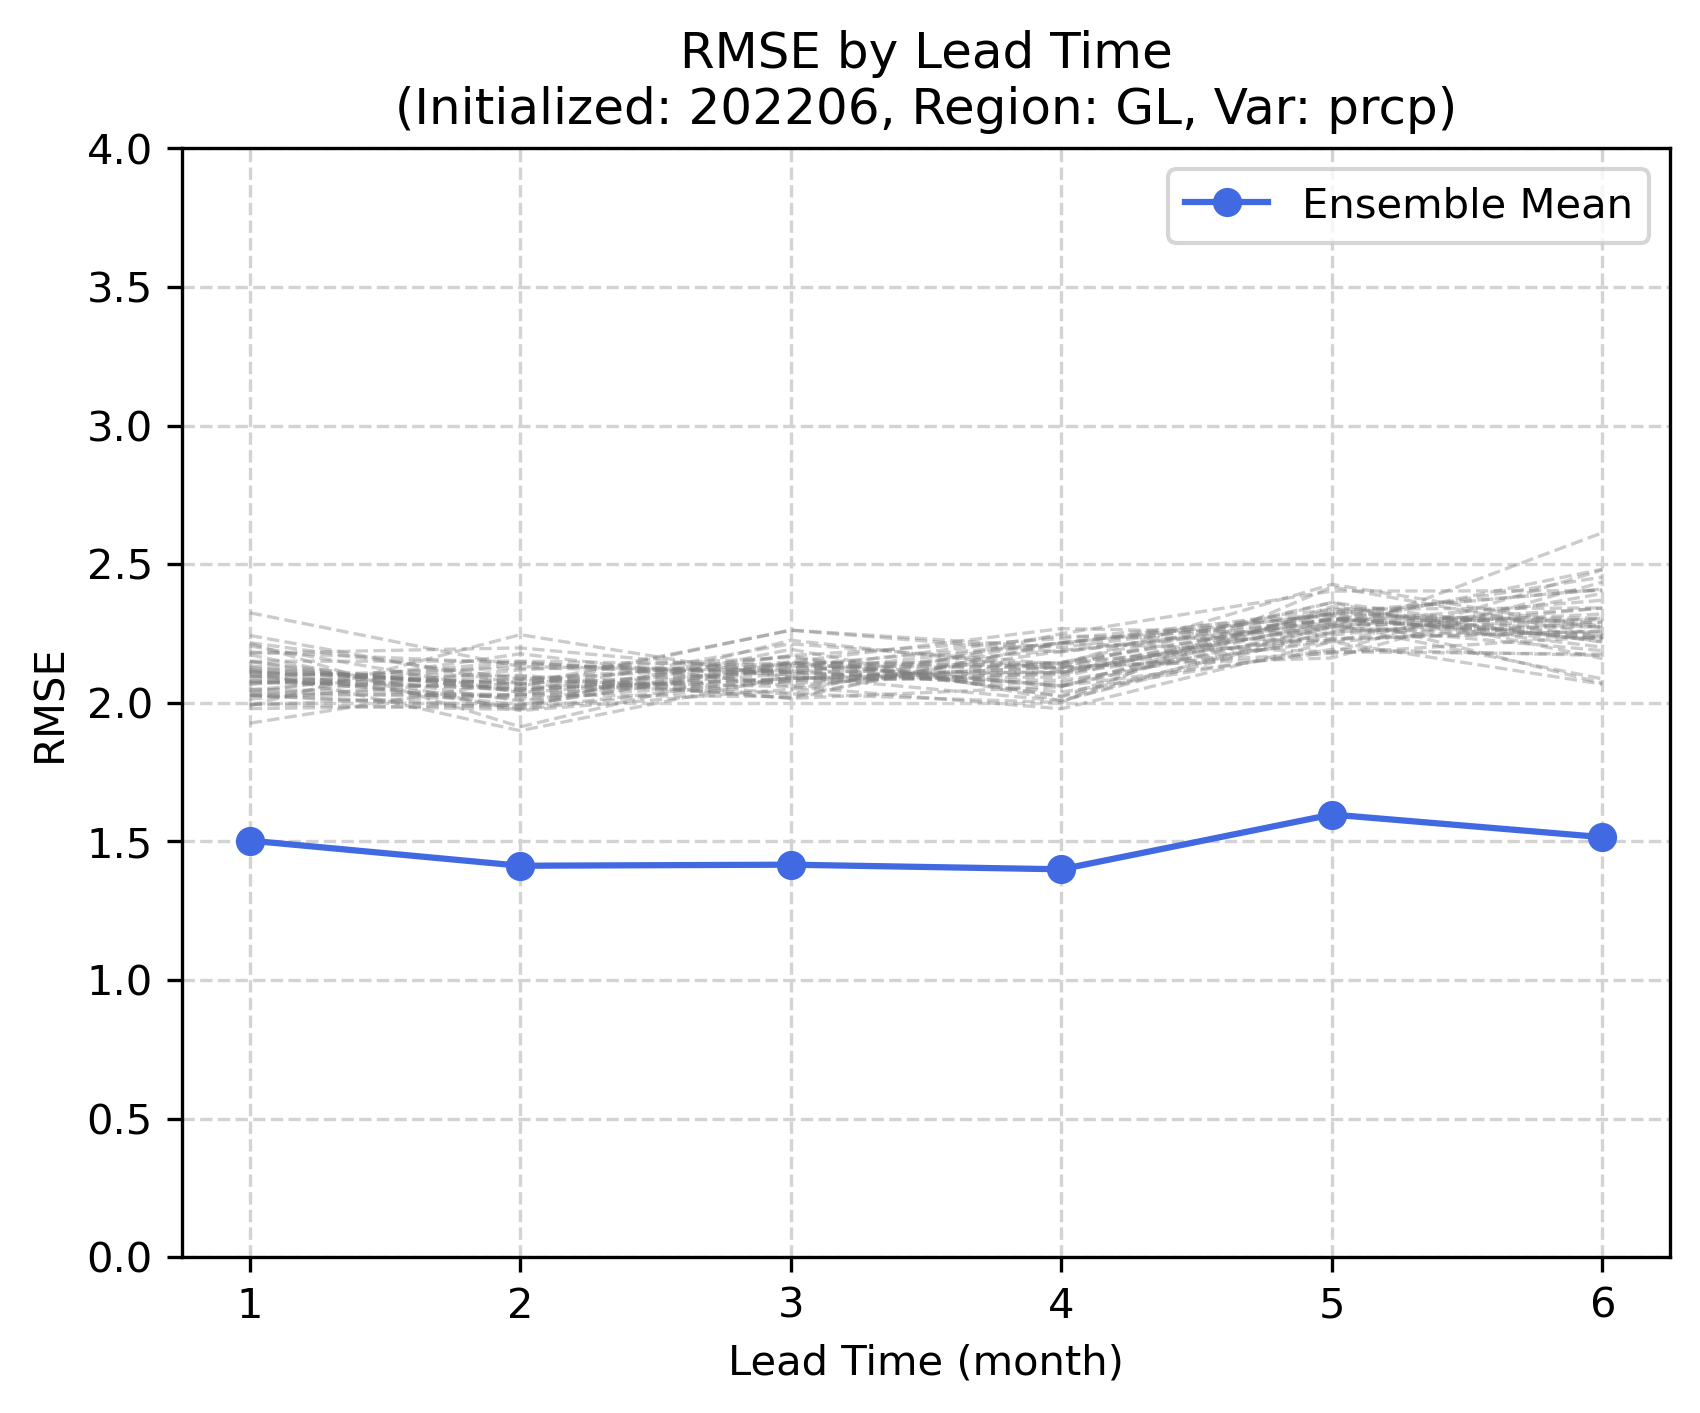 RMSE by Lead Time
(Initialized: 202206, Region: GL, Var: prcp)
Ensemble Mean
4.0
3.5
3.0
2.5
2.0
1.5
1.0
0.5
0.0
RMSE
1 2 3 4 5 6
Lead Time (month)